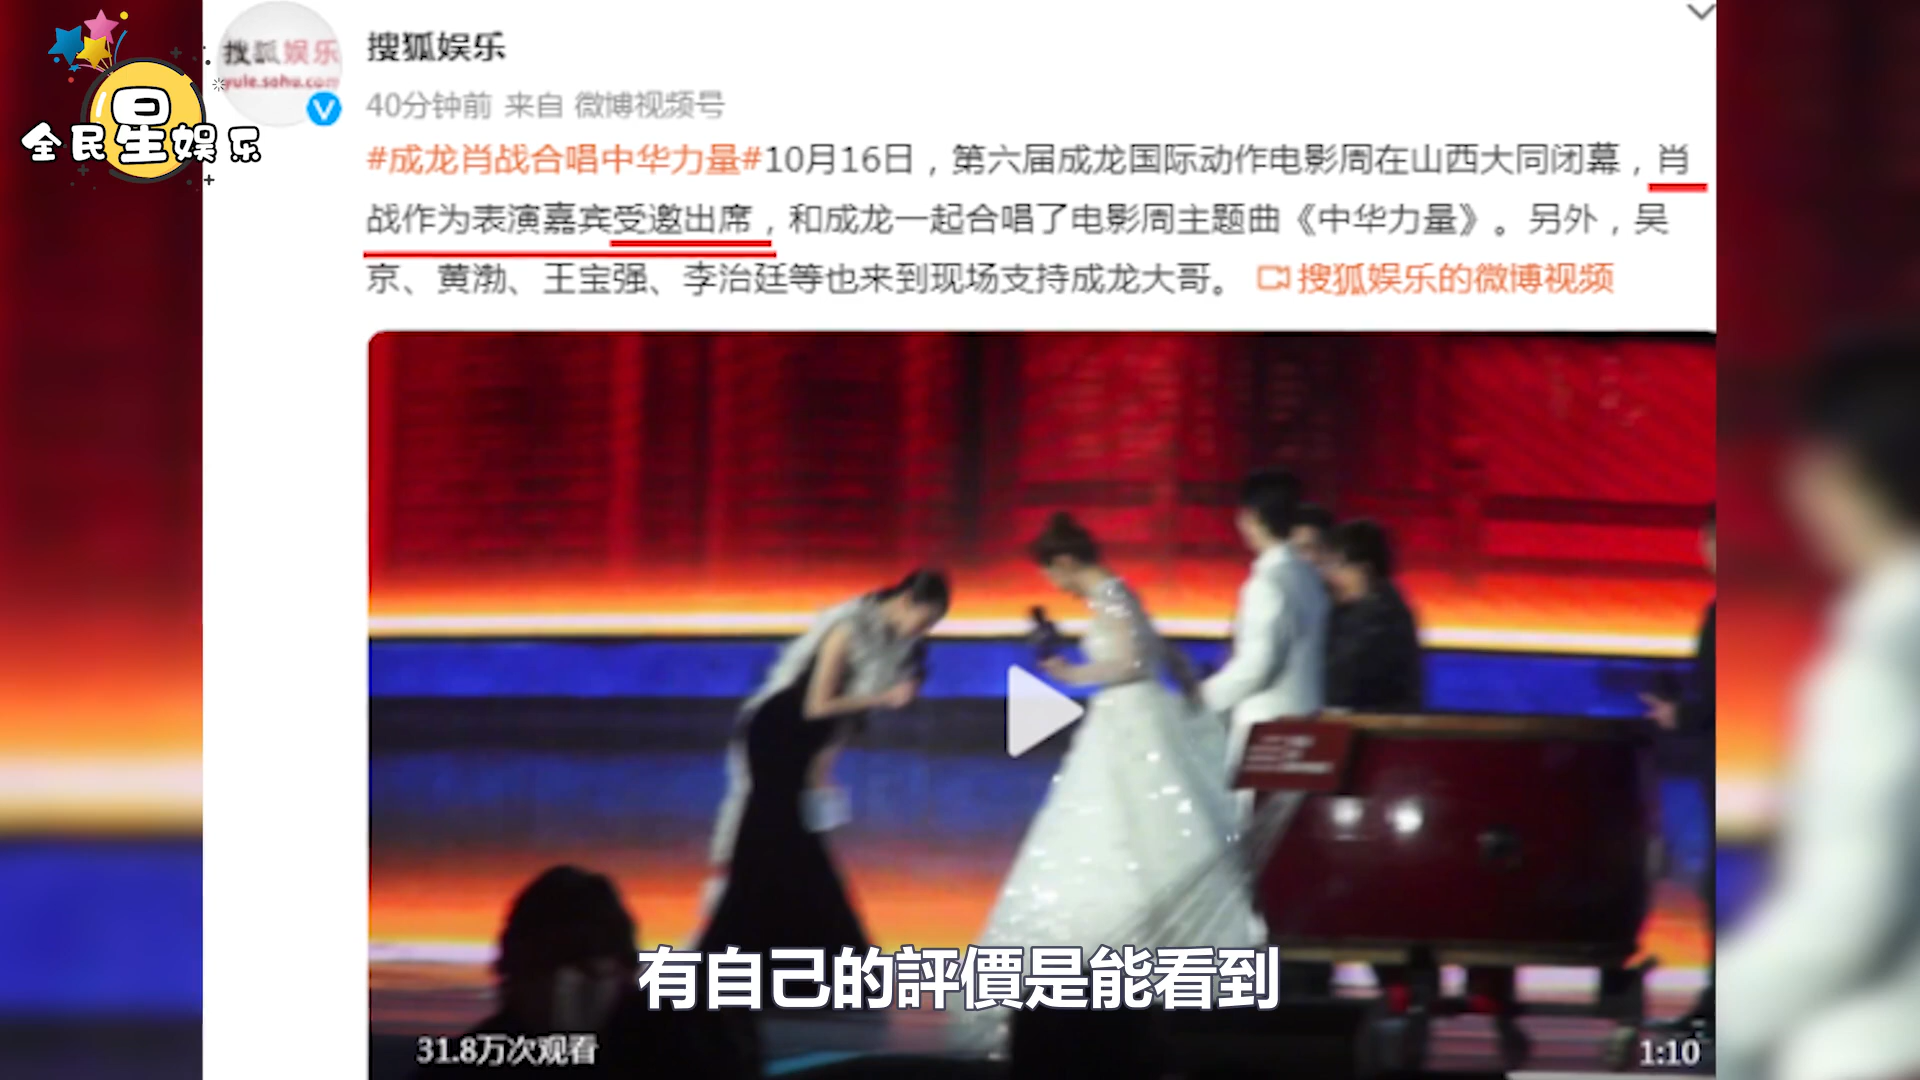 全民星娱乐
搜狐娱乐
yule.sohu.com
搜狐娱乐
40分钟前 来自 微博视频号
#成龙肖战合唱中华力量#10月16日，第六届成龙国际动作电影周在山西大同闭幕，肖
战作为表演嘉宾受邀出席，和成龙一起合唱了电影周主题曲《中华力量》。另外，吴
京、黄渤、王宝强、李治廷等也来到现场支持成龙大哥。 搜狐娱乐的微博视频
有自己的評價是能看到
31.8万次观看
1:10